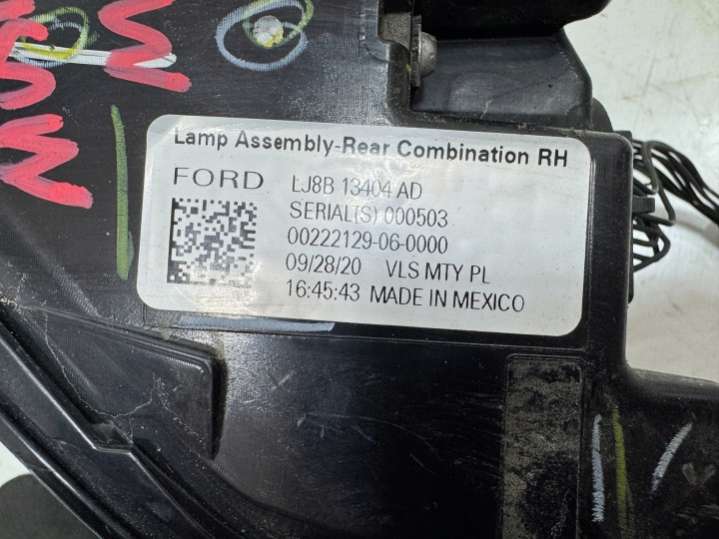 Lamp Assembly-Rear Combination RH
FORD LJ8B 13404 AD
SERIAL(S) 000503
00222129-06-0000
09/28/20 VLS MTY PL
16:45:43 MADE IN MEXICO